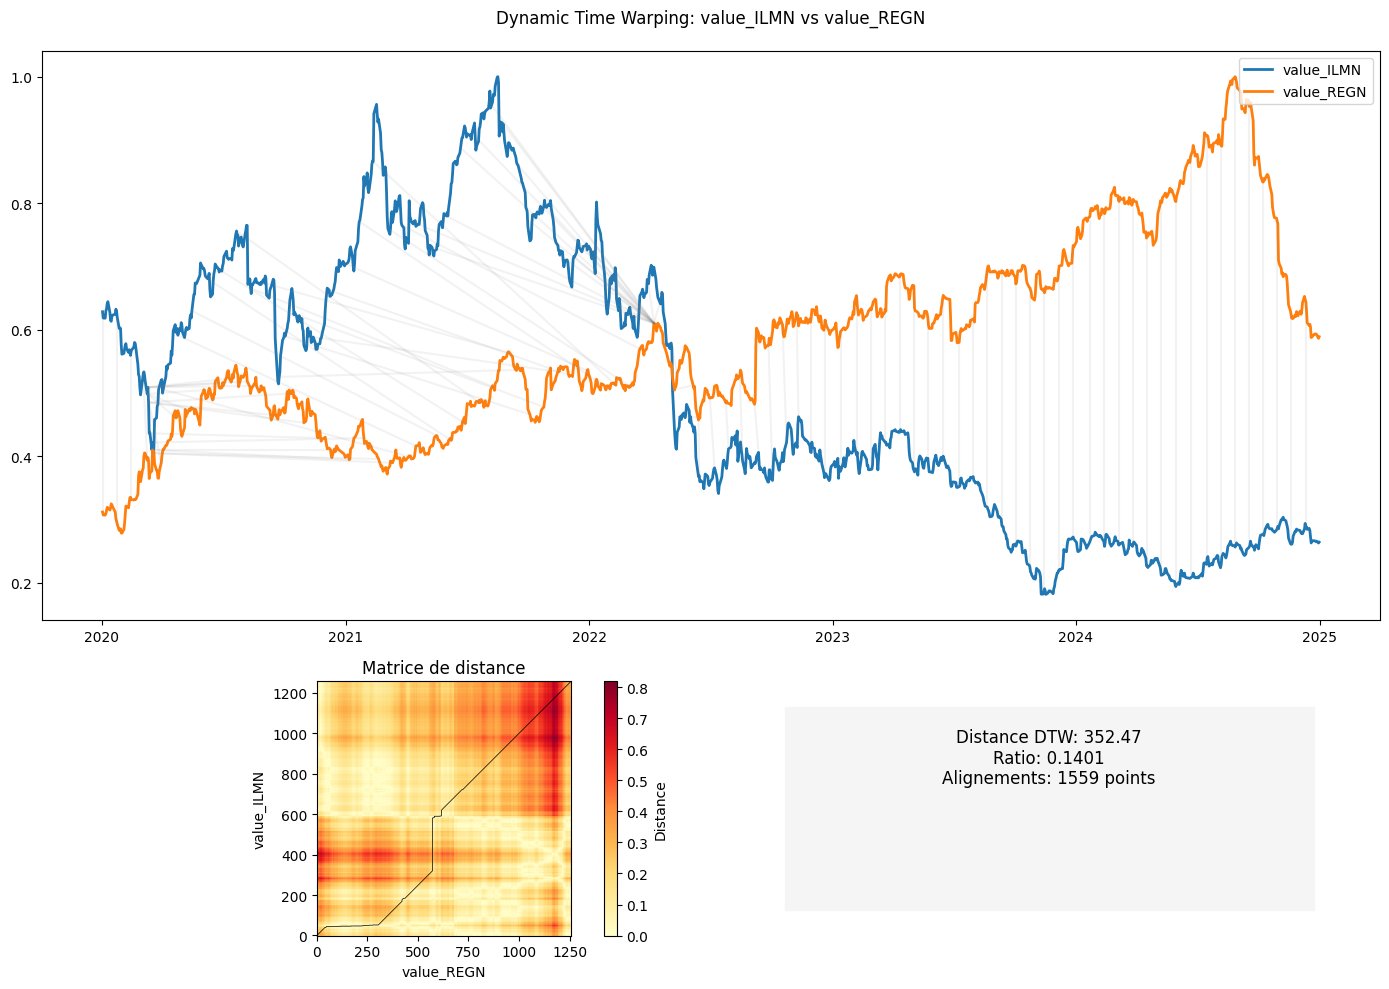 Dynamic Time Warping: value_ILMN vs value_REGN
value_ILMN
value_REGN
1.0
0.8
0.6
0.4
0.2
2020 2021 2022 2023 2024 2025
Matrice de distance
value_ILMN
1200
1000
800
600
400
200
0
0 250 500 750 1000 1250
value_REGN
0.8
0.7
0.6
0.5
0.4
0.3
0.2
0.1
0.0
Distance
Distance DTW: 352.47
Ratio: 0.1401
Alignements: 1559 points